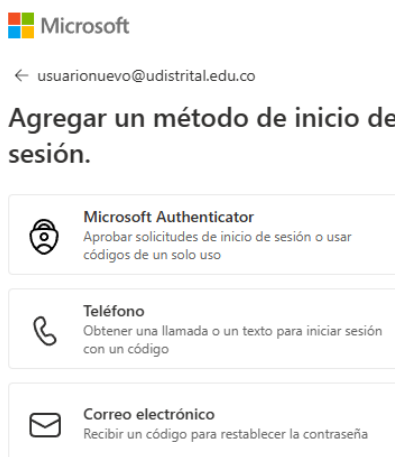 Microsoft
← usuarionuevo@udistrital.edu.co
Agregar un método de inicio de
sesión.
Microsoft Authenticator
Aprobar solicitudes de inicio de sesión o usar
códigos de un solo uso
Teléfono
Obtener una llamada o un texto para iniciar sesión
con un código
Correo electrónico
Recibir un código para restablecer la contraseña